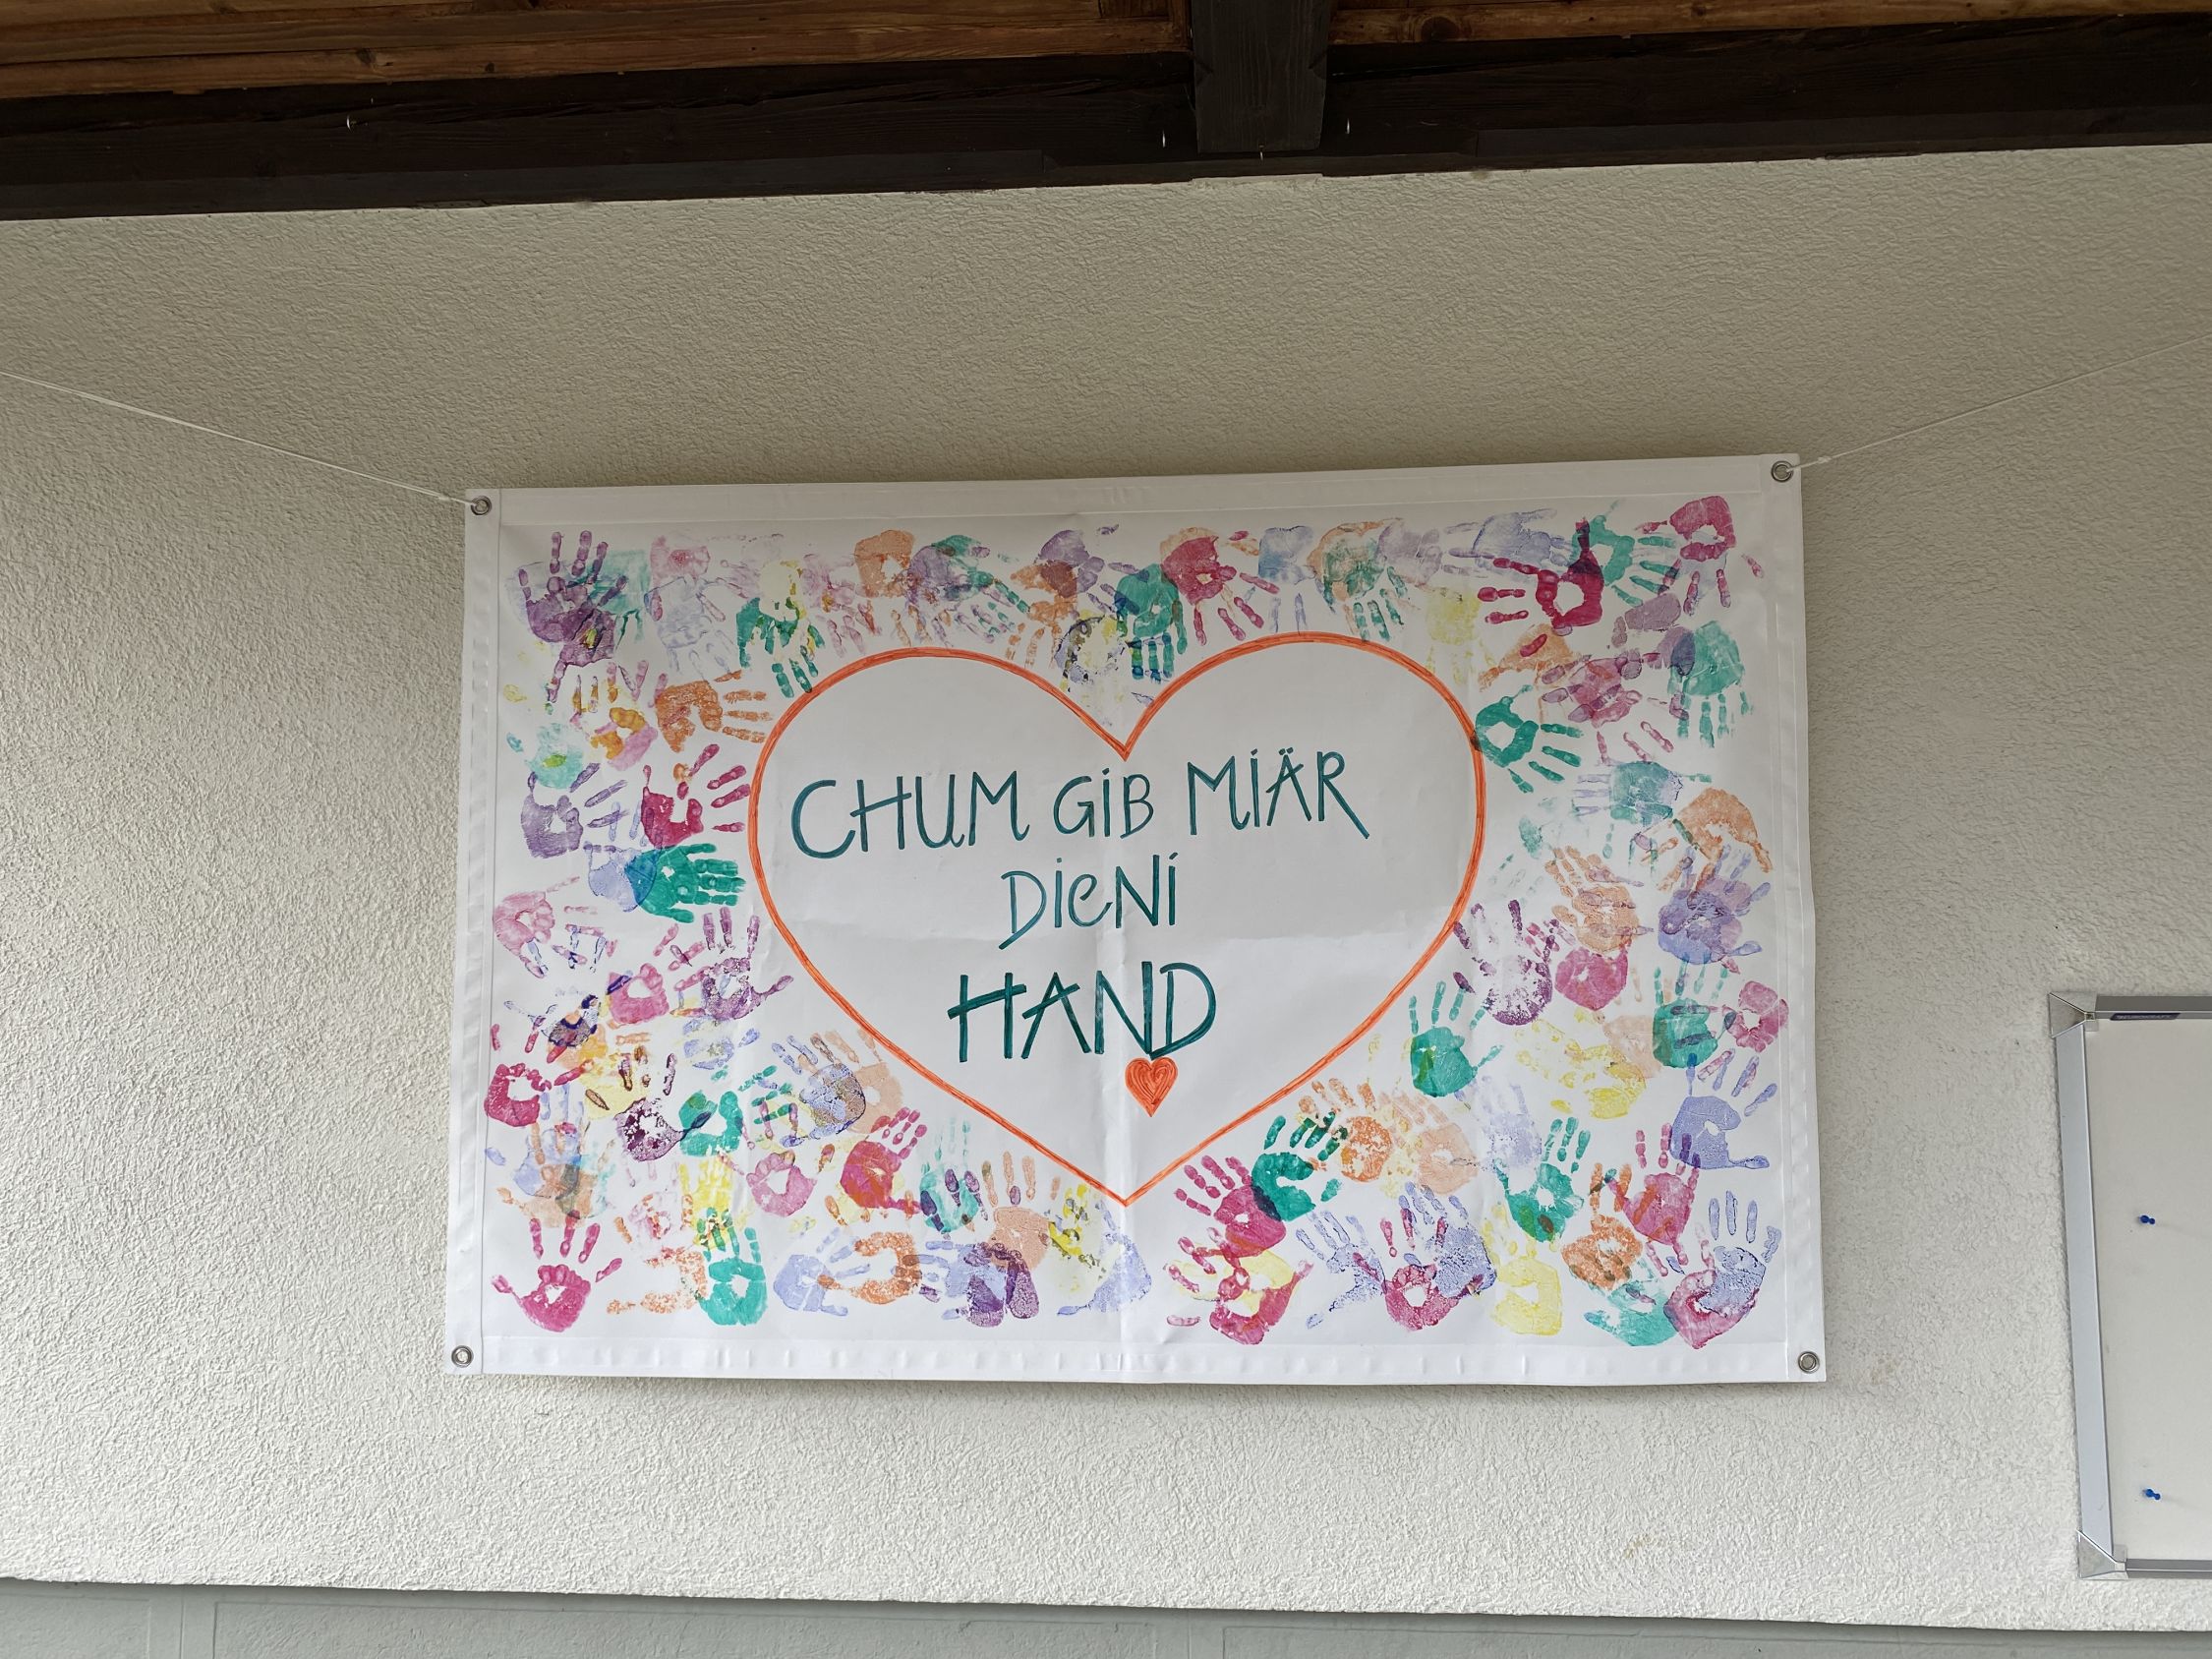 CHUM GIB MIÄR
DIENI
HAND